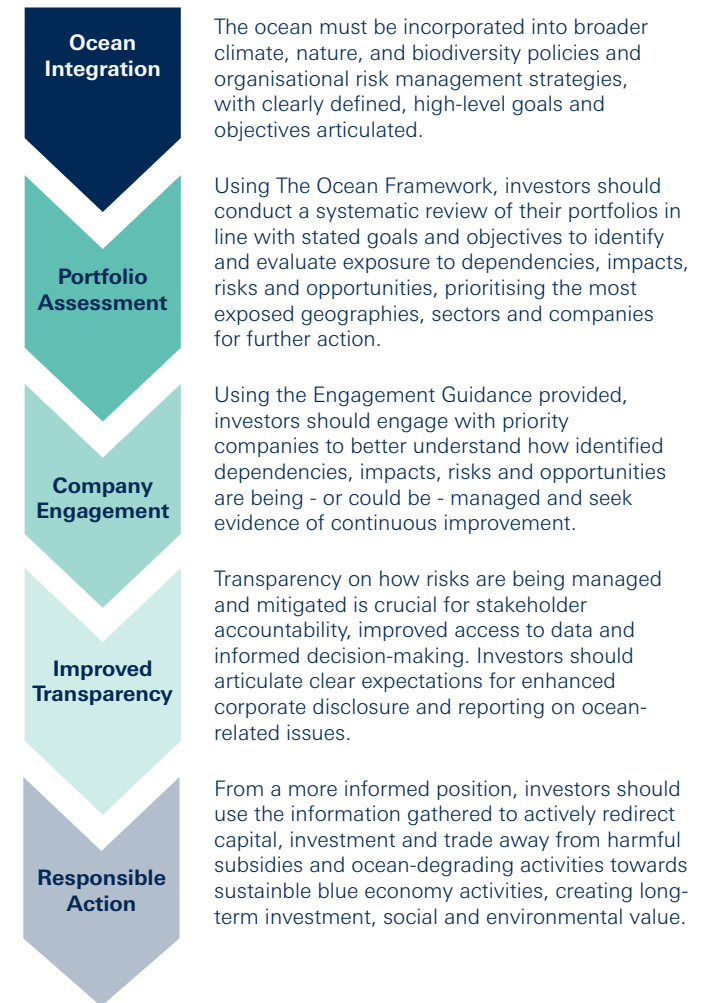 Ocean
Integration
The ocean must be incorporated into broader
climate, nature, and biodiversity policies and
organisational risk management strategies,
with clearly defined, high-level goals and
objectives articulated.
Portfolio
Assessment
Using The Ocean Framework, investors should
conduct a systematic review of their portfolios in
line with stated goals and objectives to identify
and evaluate exposure to dependencies, impacts,
risks and opportunities, prioritising the most
exposed geographies, sectors and companies
for further action.
Company
Engagement
Using the Engagement Guidance provided,
investors should engage with priority
companies to better understand how identified
dependencies, impacts, risks and opportunities
are being - or could be - managed and seek
evidence of continuous improvement.
Improved
Transparency
Transparency on how risks are being managed
and mitigated is crucial for stakeholder
accountability, improved access to data and
informed decision-making. Investors should
articulate clear expectations for enhanced
corporate disclosure and reporting on ocean-
related issues.
Responsible
Action
From a more informed position, investors should
use the information gathered to actively redirect
capital, investment and trade away from harmful
subsidies and ocean-degrading activities towards
sustainble blue economy activities, creating long-
term investment, social and environmental value.